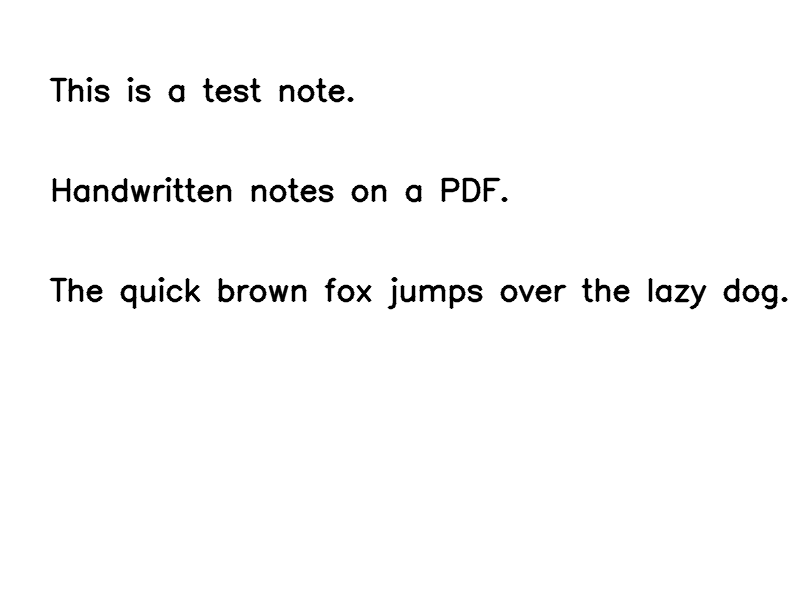 This is a test note.
Handwritten notes on a PDF.
The quick brown fox jumps over the lazy dog.